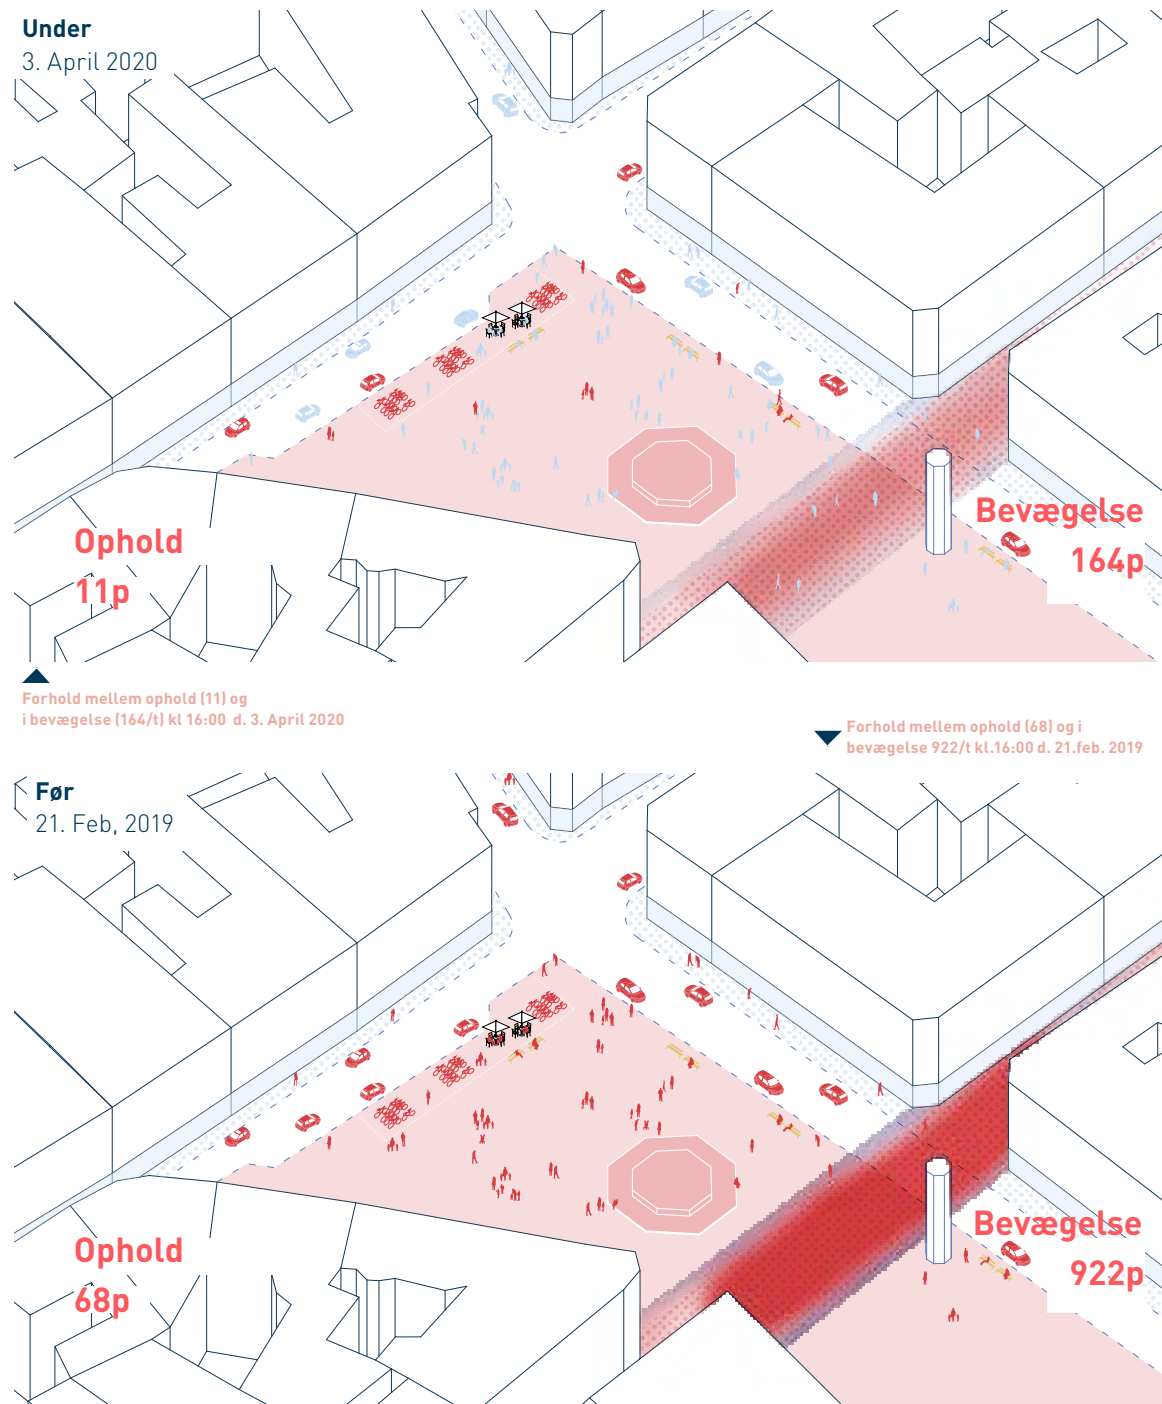 Under
3. April 2020
Ophold
11p
Bevægelse
164p
Forhold mellem ophold (11) og
i bevægelse (164/t) kl 16:00 d. 3. April 2020
Forhold mellem ophold (68) og i
bevægelse 922/t kl.16:00 d. 21.feb. 2019
Før
21. Feb, 2019
Ophold
68p
Bevægelse
922p